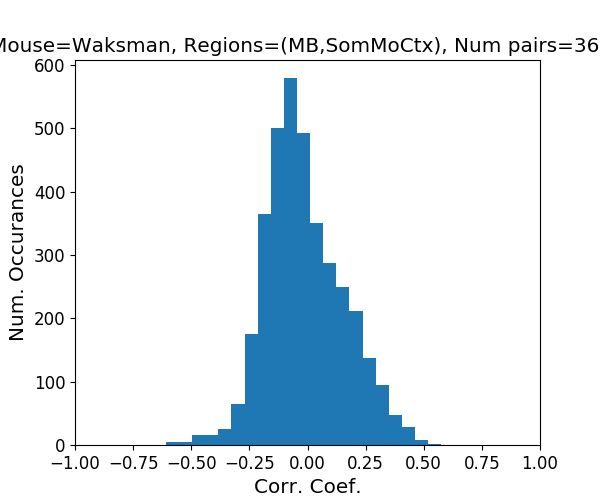 Mouse=Waksman, Regions=(MB,SomMoCtx), Num pairs=36
600
500
400
300
200
100
0
Num. Occurances
−1.00 −0.75 −0.50 −0.25 0.00 0.25 0.50 0.75 1.00
Corr. Coef.